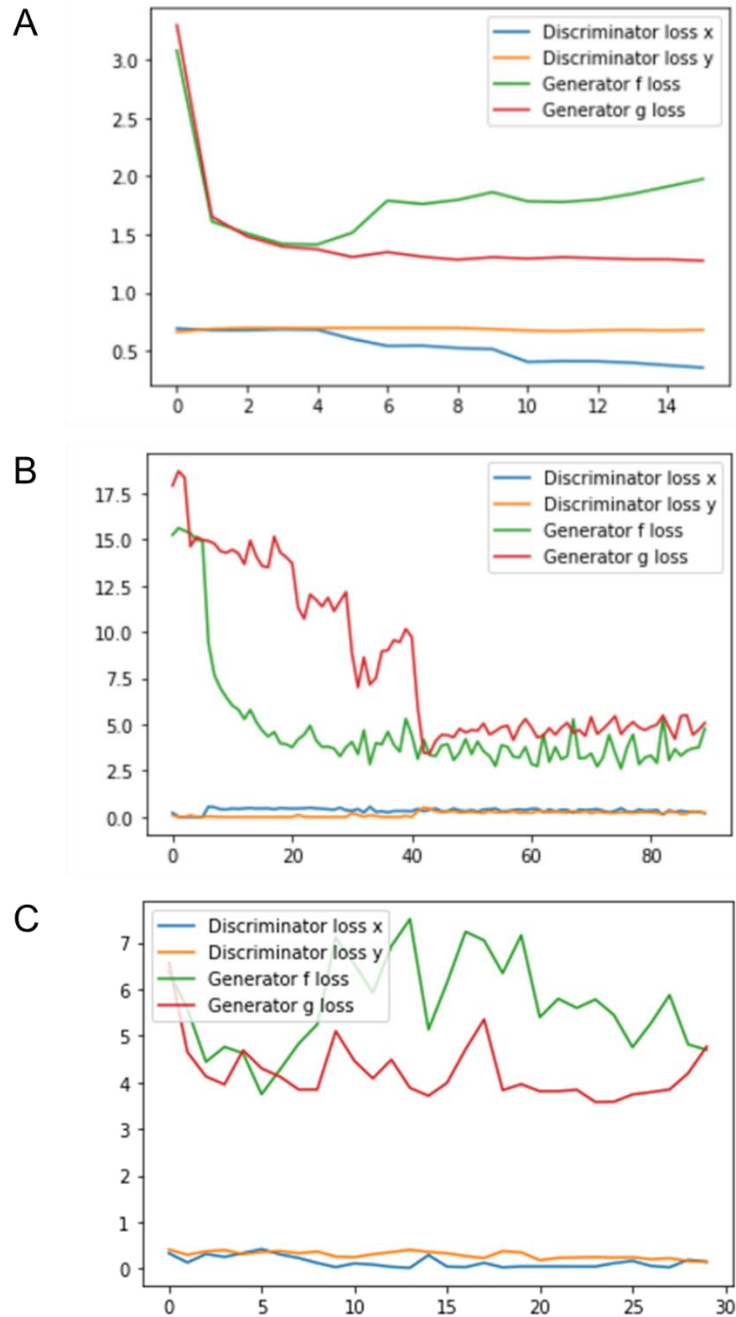 A
Discriminator loss x
Discriminator loss y
Generator f loss
Generator g loss
3.0
2.5
2.0
1.5
1.0
0.5
0 2 4 6 8 10 12 14
B
Discriminator loss x
Discriminator loss y
Generator f loss
Generator g loss
17.5
15.0
12.5
10.0
7.5
5.0
2.5
0.0
0 20 40 60 80
C
Discriminator loss x
Discriminator loss y
Generator f loss
Generator g loss
7
6
5
4
3
2
1
0
0 5 10 15 20 25 30